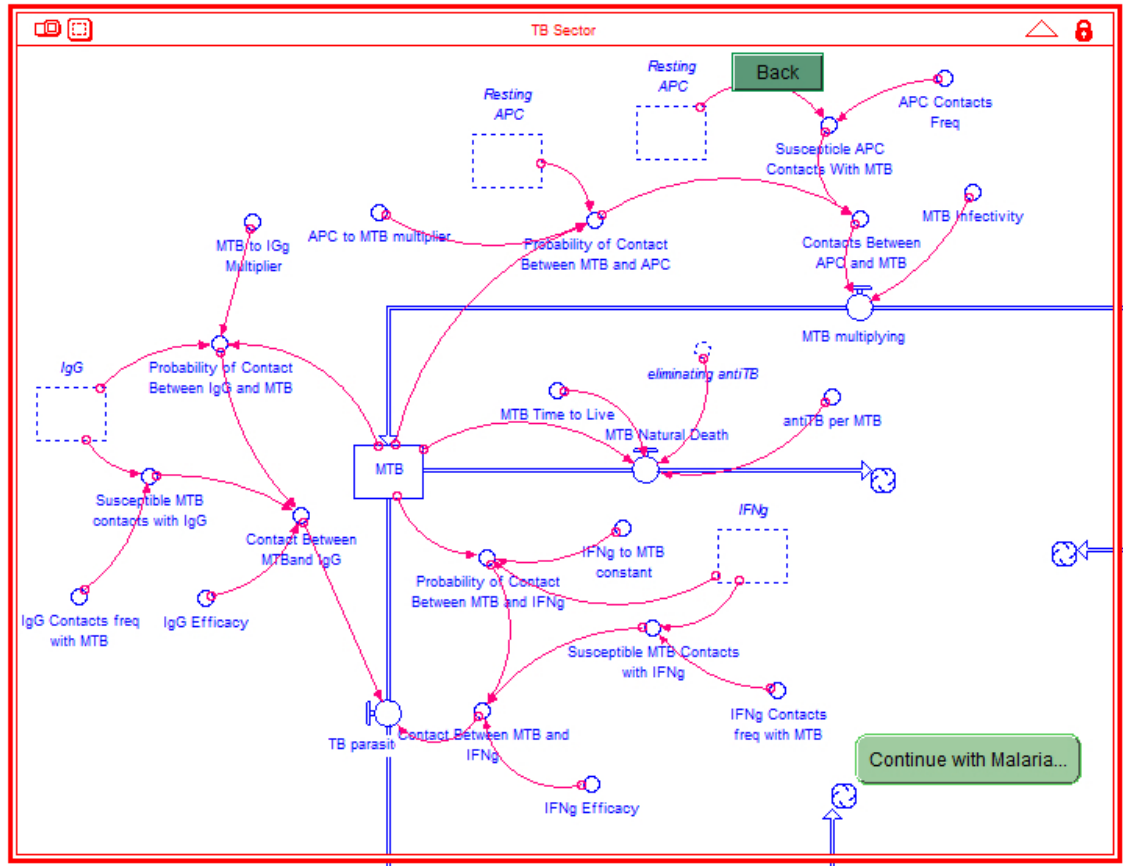 TB Sector
Resting
APC
Back
APC Contacts
Freq
Resting
APC
Suscepticle APC
Contacts With MTB
MTB to IGg
Multiplier
APC to MTB multiplier
Probability of Contact
Between MTB and APC
Contacts Between
APC and MTB
MTB Infectivity
MTB multiplying
IgG
Probability of Contact
Between IgG and MTB
eliminating antiTB
MTB Time to Live
antiTB per MTB
MTB Natural Death
MTB
Susceptible MTB
contacts with IgG
IFNg
Contact Between
MTBand IgG
IFNg to MTB
constant
Probability of Contact
Between MTB and IFNg
IgG Contacts freq
with MTB
IgG Efficacy
Susceptible MTB Contacts
with IFNg
IFNg Contacts
freq with MTB
TB parasit
Contact Between MTB and
IFNg
Continue with Malaria...
IFNg Efficacy